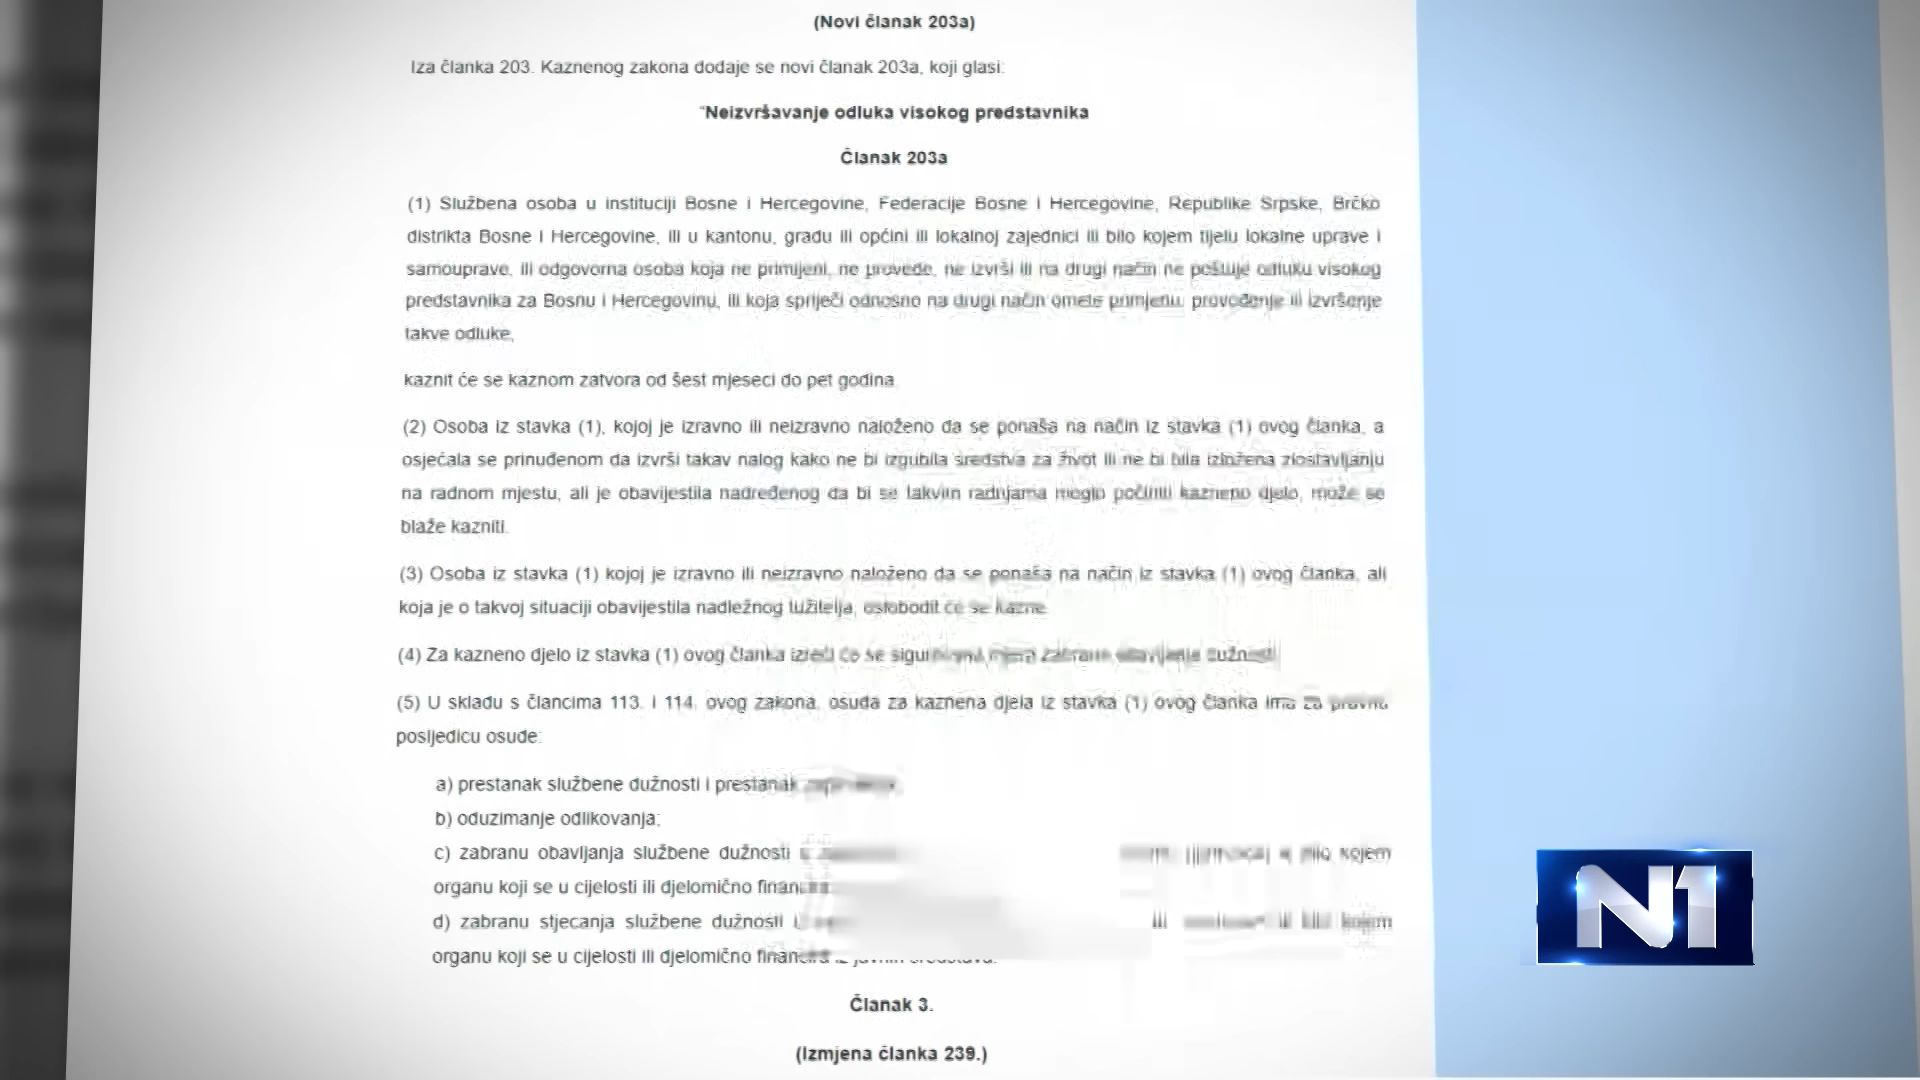 (Novi članak 203a)
Iza članka 203. Kaznenog zakona dodaje se novi članak 203a, koji glasi:
"Neizvršavanje odluka visokog predstavnika
Članak 203a
(1) Službena osoba u instituciji Bosne i Hercegovine, Federacije Bosne i Hercegovine, Republike Srpske, Brčko
distrikta Bosne i Hercegovine, ili u kantonu, gradu ili općini ili lokalnoj zajednici ili bilo kojem tijelu lokalne uprave i
samouprave, ili odgovorna osoba koja ne primijeni, ne provede, ne izvrši ili na drugi način ne poštuje odluku visokog
predstavnika za Bosnu i Hercegovinu, ili koja spriječi odnosno na drugi način omete primjenu, provođenje ili izvršenje
takve odluke,
kaznit će se kaznom zatvora od šest mjeseci do pet godina.
(2) Osoba iz stavka (1), kojoj je izravno ili neizravno naloženo da se ponaša na način iz stavka (1) ovog članka, a
osjećala se prinuđenom da izvrši takav nalog kako ne bi izgubila sredstva za život ili ne bi bila izložena zlostavljanju
na radnom mjestu, ali je obavijestila nadređenog da bi se takvim radnjama moglo počiniti kazneno djelo, može se
blaže kazniti.
(3) Osoba iz stavka (1) kojoj je izravno ili neizravno naloženo da se ponaša na način iz stavka (1) ovog članka, ali
koja je o takvoj situaciji obavijestila nadležnog tužitelja, oslobodit će se kazne.
(4) Za kazneno djelo iz stavka (1) ovog članka izreći će se zabrane obavljanja dužnosti.
(5) U skladu s člancima 113. i 114. ovog zakona, osuda za kaznena djela iz stavka (1) ovog članka ima za pravnu
posljedicu osude:
a) prestanak službene dužnosti i prestanak
b) oduzimanje odlikovanja;
c) zabranu obavljanja službene dužnosti u bilo kojem
organu koji se u cijelosti ili djelomično
d) zabranu stjecanja službene dužnosti ili bilo kojem
organu koji se u cijelosti ili djelomično financira iz javnih sredstava.
Članak 3.
(Izmjena članka 239.)
N1